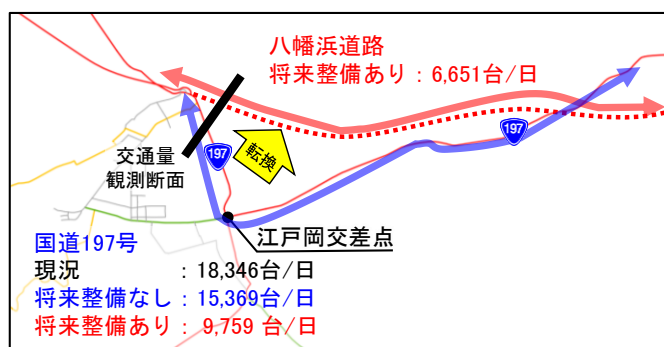 八幡浜道路
将来整備あり：6,651台/日
197
交通量
観測断面
197
転換
江戸岡交差点
国道197号
現況　　　　：18,346台/日
将来整備なし：15,369台/日
将来整備あり：9,759 台/日